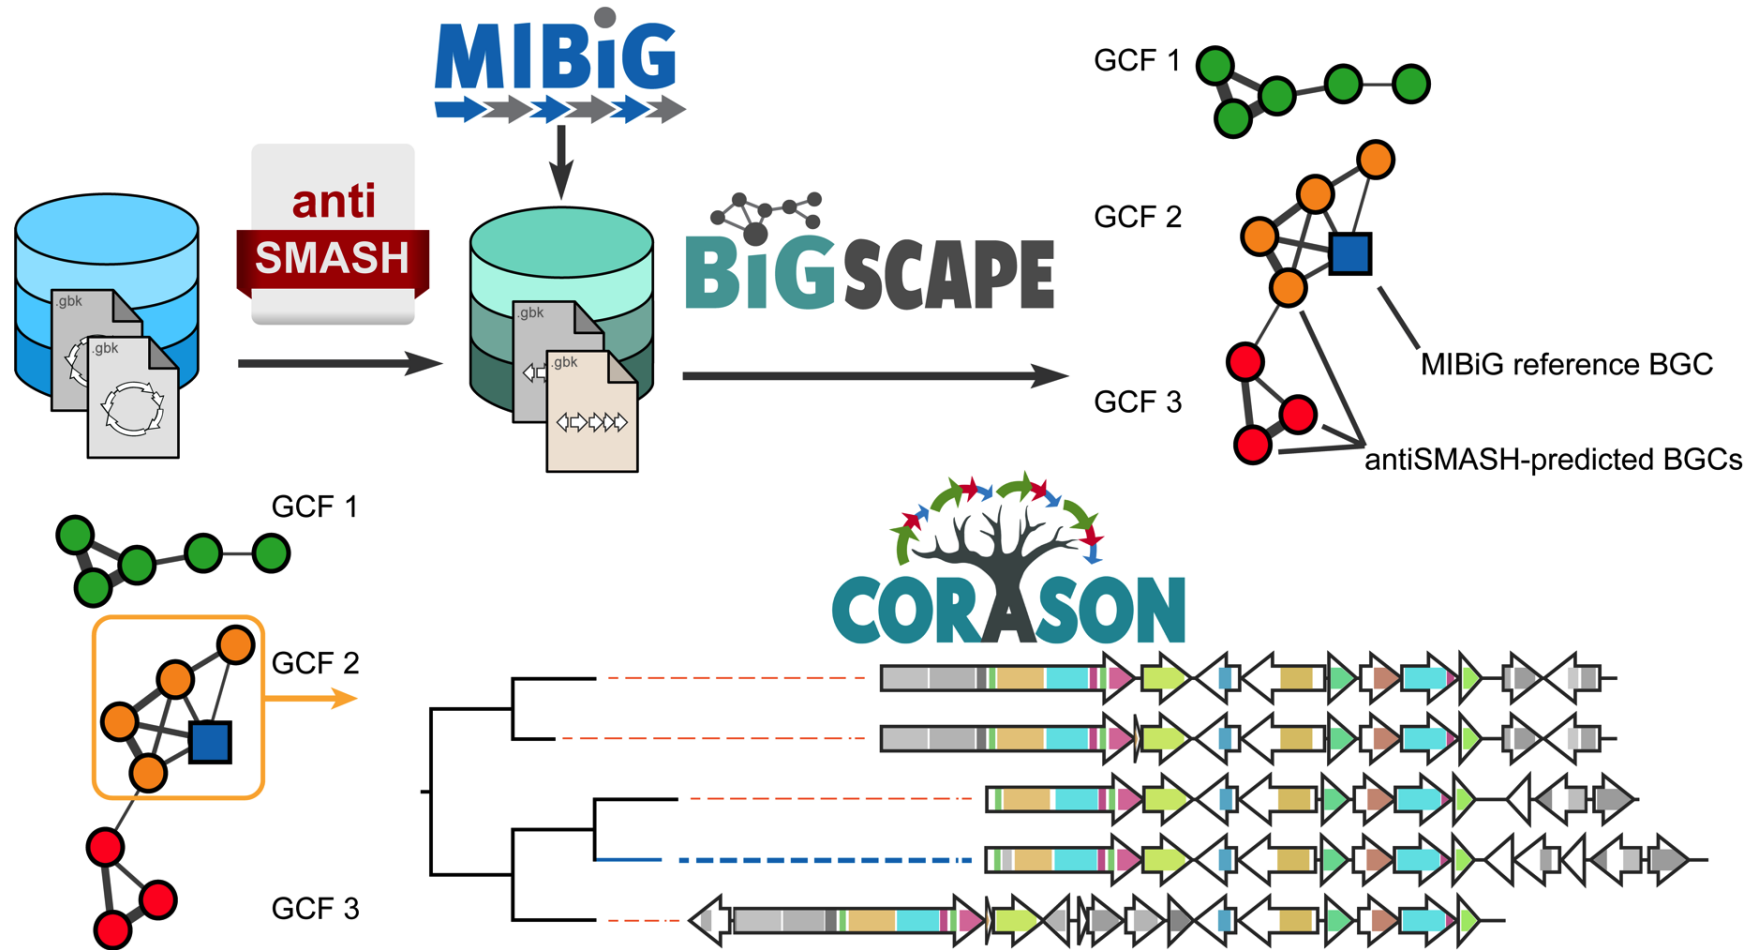 MIBiG
GCF 1
anti
SMASH
GCF 2
BiG SCAPE
.gbk
.gbk
.gbk
.gbk
MIBiG reference BGC
GCF 3
antiSMASH-predicted BGCs
GCF 1
CORASON
GCF 2
GCF 3